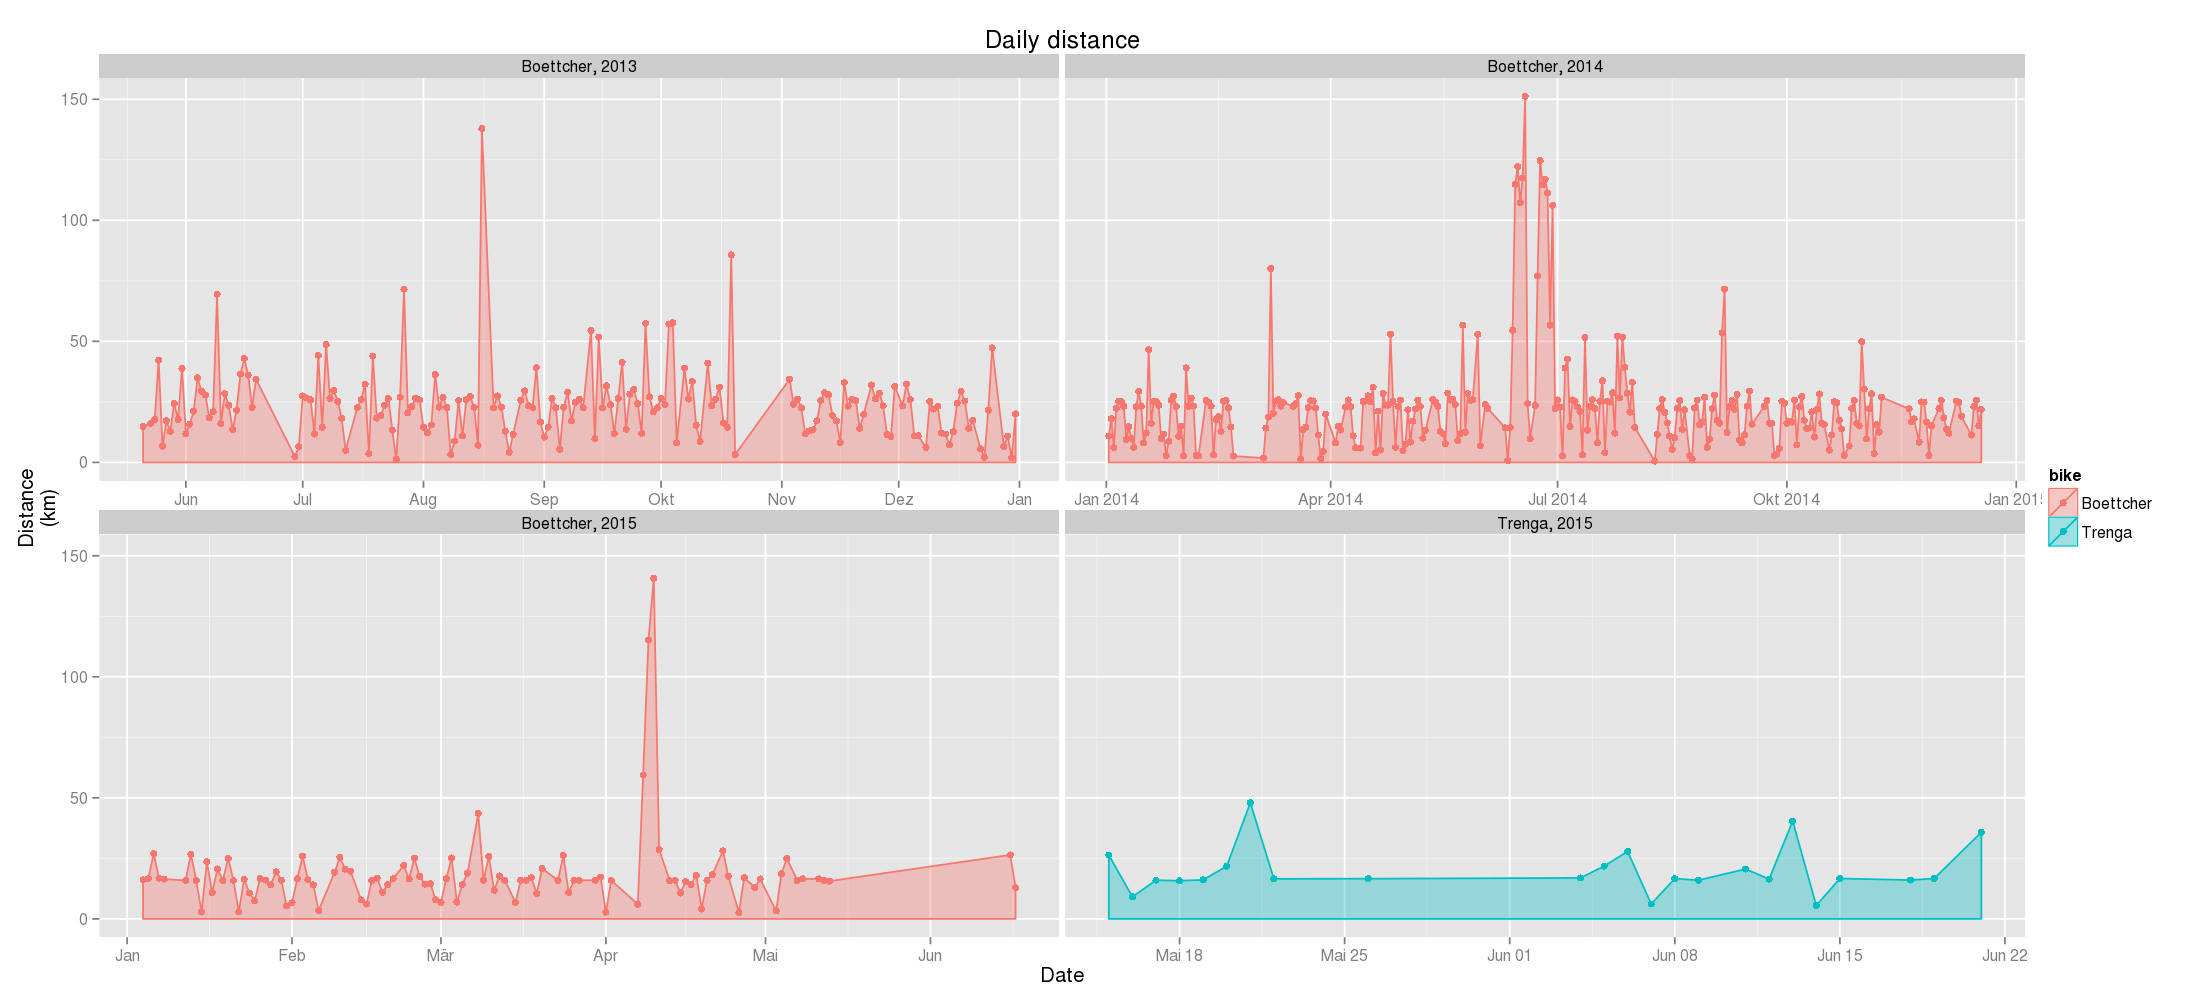 Daily distance
Boettcher, 2013
Boettcher, 2014
150
100
50
0
Jun Jul Aug Sep Okt Nov Dez Jan
Jan 2014 Apr 2014 Jul 2014 Okt 2014 Jan 201
Boettcher, 2015
Trenga, 2015
150
100
50
0
Jan Feb Mär Apr Mai Jun
Mai 18 Mai 25 Jun 01 Jun 08 Jun 15 Jun 22
Distance
(km)
Date
bike
Boettcher
Trenga